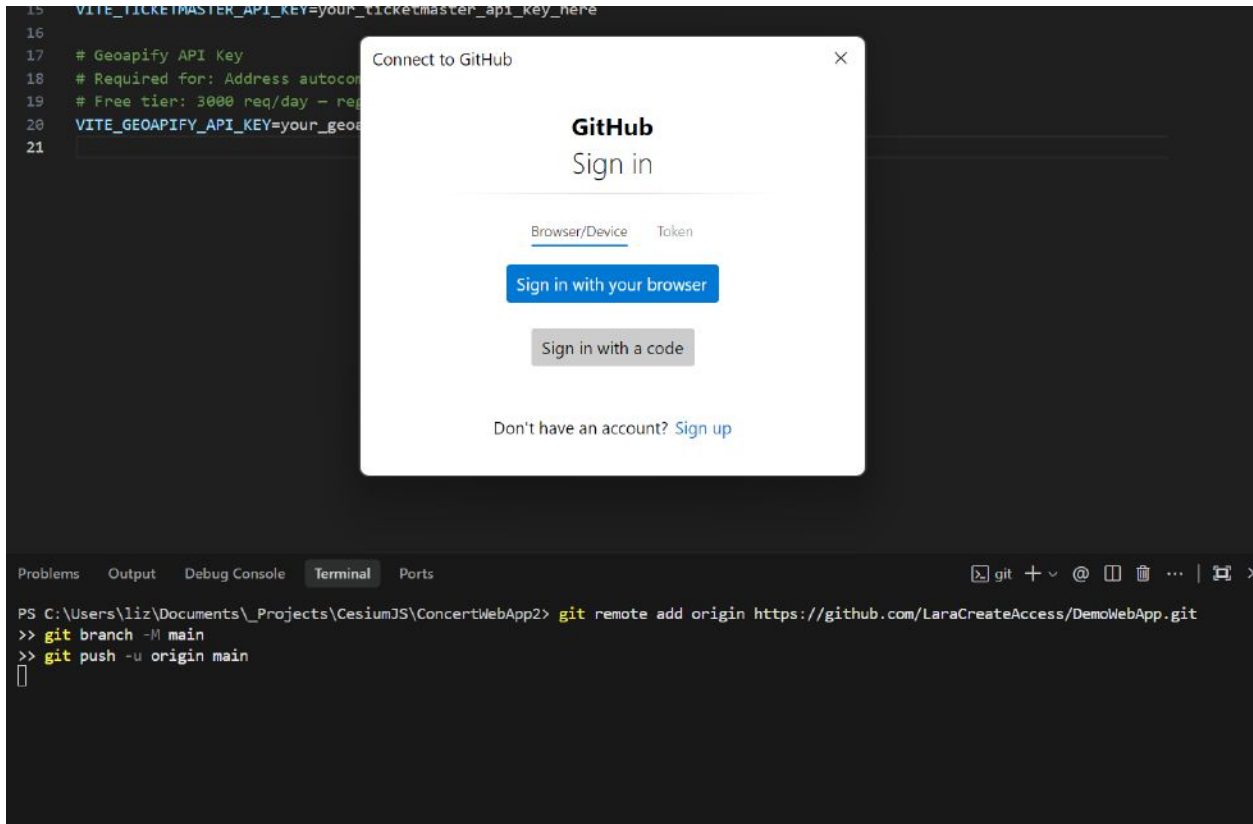 15 VITE_TICKETMASTER_API_KEY=your_ticketmaster_api_key_here
16
17 # Geoapify API Key
18 # Required for: Address autocom
19 # Free tier: 3000 req/day — reg
20 VITE_GEOAPIFY_API_KEY=your_geoa
21
Connect to GitHub
GitHub
Sign in
Browser/Device Token
Sign in with your browser
Sign in with a code
Don't have an account? Sign up
Problems Output Debug Console Terminal Ports git
PS C:\Users\liz\Documents\_Projects\CesiumJS\ConcertWebApp2> git remote add origin https://github.com/LaraCreateAccess/DemoWebApp.git
>> git branch -M main
>> git push -u origin main